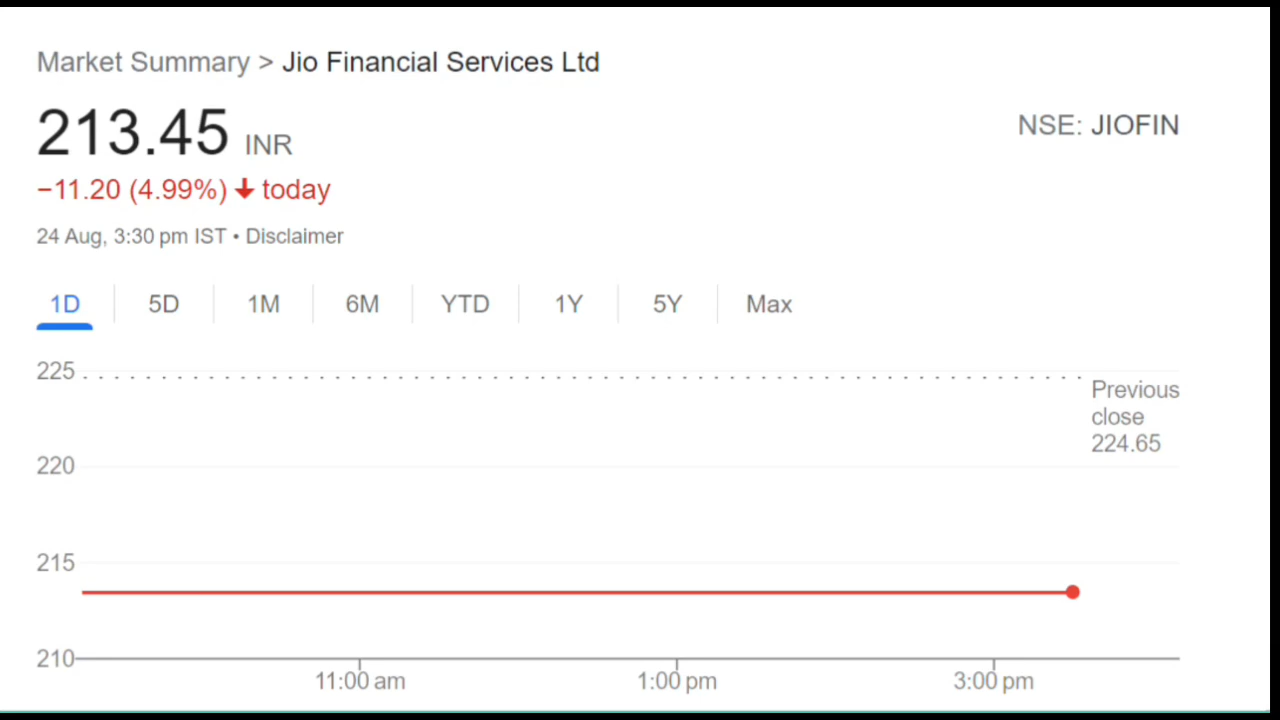 Market Summary > Jio Financial Services Ltd
213.45 INR
NSE: JIOFIN
−11.20 (4.99%) ↓ today
24 Aug, 3:30 pm IST • Disclaimer
1D 5D 1M 6M YTD 1Y 5Y Max
225
Previous
close
224.65
220
215
210
11:00 am 1:00 pm 3:00 pm